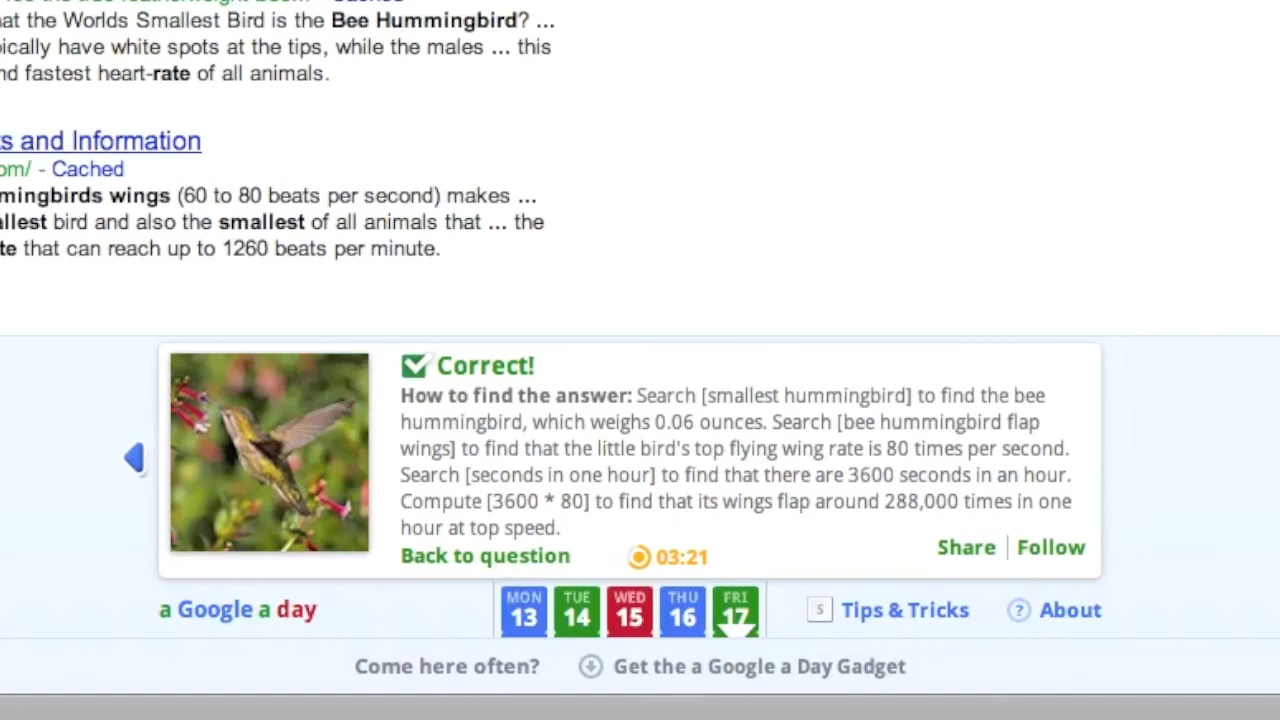 at the Worlds Smallest Bird is the Bee Hummingbird? ...
ically have white spots at the tips, while the males ... this
nd fastest heart-rate of all animals.
ts and Information
om/ - Cached
mingbirds wings (60 to 80 beats per second) makes ...
allest bird and also the smallest of all animals that ... the
te that can reach up to 1260 beats per minute.
Correct!
How to find the answer: Search [smallest hummingbird] to find the bee
hummingbird, which weighs 0.06 ounces. Search [bee hummingbird flap
wings] to find that the little bird's top flying wing rate is 80 times per second.
Search [seconds in one hour] to find that there are 3600 seconds in an hour.
Compute [3600 * 80] to find that its wings flap around 288,000 times in one
hour at top speed.
Back to question 03:21 Share Follow
a Google a day
MON TUE WED THU FRI
13 14 15 16 17
S Tips & Tricks ? About
Come here often? Get the a Google a Day Gadget